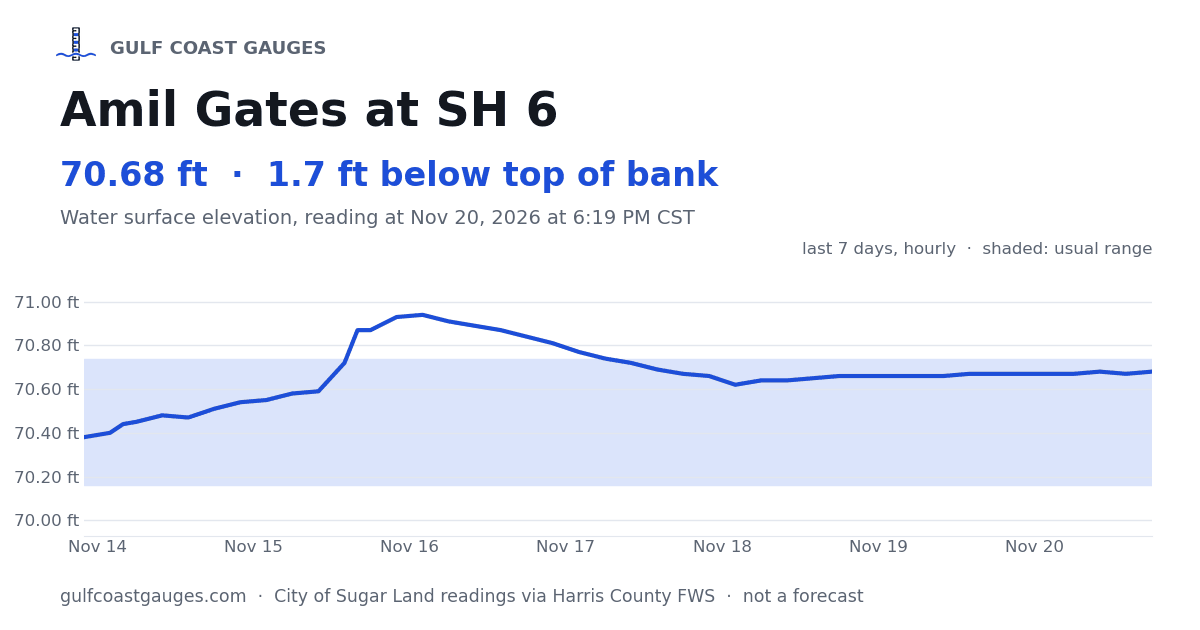 GULF COAST GAUGES
Amil Gates at SH 6
70.68 ft · 1.7 ft below top of bank
Water surface elevation, reading at Nov 20, 2026 at 6:19 PM CST
last 7 days, hourly · shaded: usual range
71.00 ft
70.80 ft
70.60 ft
70.40 ft
70.20 ft
70.00 ft
Nov 14 Nov 15 Nov 16 Nov 17 Nov 18 Nov 19 Nov 20
gulfcoastgauges.com · City of Sugar Land readings via Harris County FWS · not a forecast